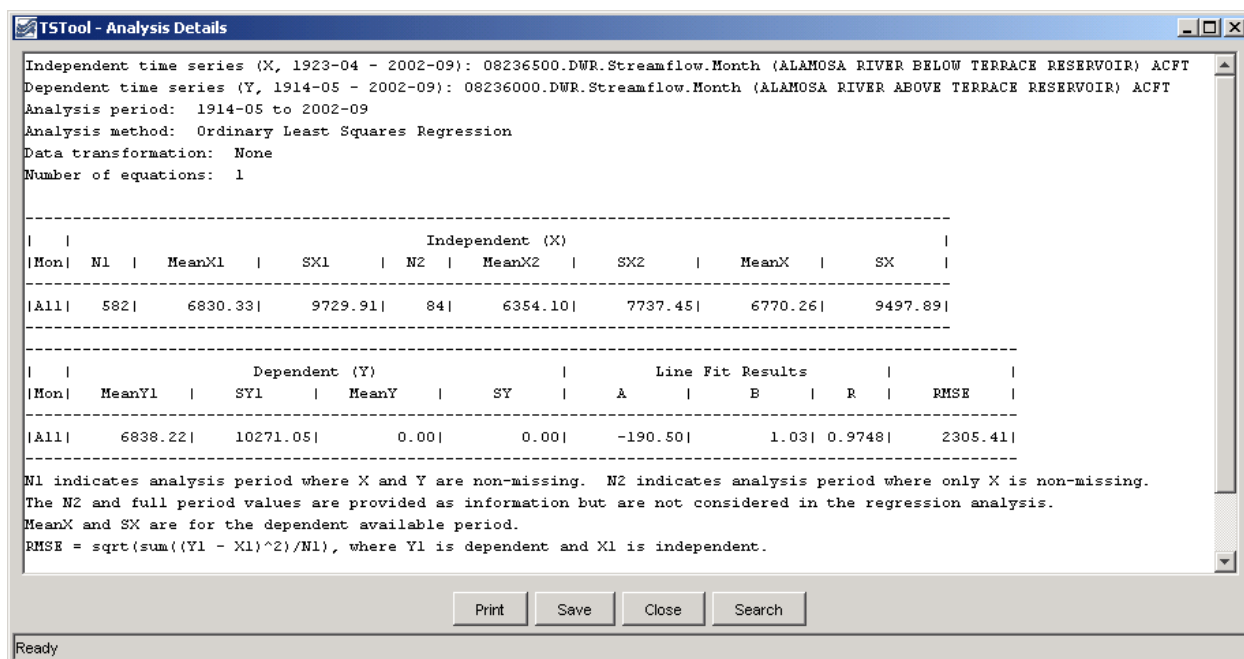 TSTool - Analysis Details
Independent time series (X, 1923-04 - 2002-09): 08236500.DWR.Streamflow.Month (ALAMOSA RIVER BELOW TERRACE RESERVOIR) ACFT
Dependent time series (Y, 1914-05 - 2002-09): 08236000.DWR.Streamflow.Month (ALAMOSA RIVER ABOVE TERRACE RESERVOIR) ACFT
Analysis period:  1914-05 to 2002-09
Analysis method:  Ordinary Least Squares Regression
Data transformation:  None
Number of equations:  1
-------------------------------------------------------------------------------------------------
|   |                                     Independent (X)                                       |
|Mon|  N1  |   MeanX1    |    SX1      |  N2  |   MeanX2    |    SX2      |    MeanX    |    SX      |
-------------------------------------------------------------------------------------------------
|All|   582|      6830.33|      9729.91|    84|      6354.10|      7737.45|      6770.26|      9497.89|
-------------------------------------------------------------------------------------------------
--------------------------------------------------------------------------------------------------------
|   |                   Dependent (Y)                     |         Line Fit Results         |            |
|Mon|   MeanY1    |    SY1      |   MeanY     |     SY      |     A      |      B     |   R   |    RMSE    |
--------------------------------------------------------------------------------------------------------
|All|      6838.22|     10271.05|         0.00|         0.00|     -190.50|        1.03| 0.9748|     2305.41|
--------------------------------------------------------------------------------------------------------
N1 indicates analysis period where X and Y are non-missing.  N2 indicates analysis period where only X is non-missing.
The N2 and full period values are provided as information but are not considered in the regression analysis.
MeanX and SX are for the dependent available period.
RMSE = sqrt(sum((Y1 - X1)^2)/N1), where Y1 is dependent and X1 is independent.
Print Save Close Search
Ready